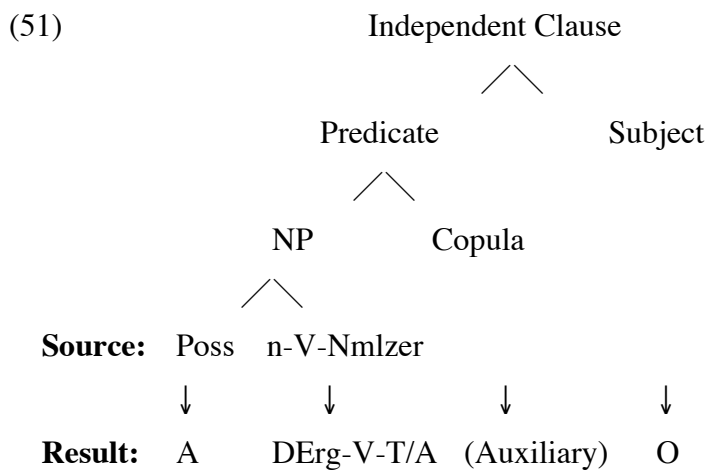 (51) Independent Clause
Predicate Subject
NP Copula
Source: Poss n-V-Nmlzer
Result: A DErg-V-T/A (Auxiliary) O